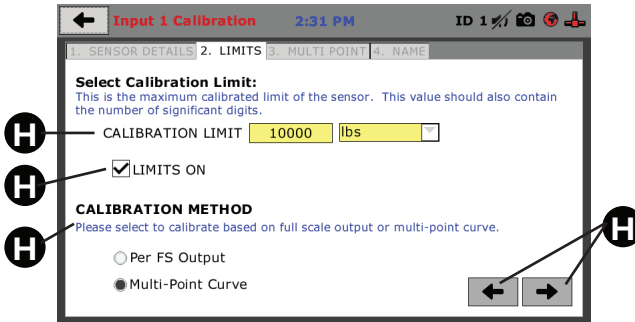 Input 1 Calibration 2:31 PM ID 1
1. SENSOR DETAILS 2. LIMITS 3. MULTI POINT 4. NAME
Select Calibration Limit:
This is the maximum calibrated limit of the sensor. This value should also contain
the number of significant digits.
H CALIBRATION LIMIT 10000 lbs
H LIMITS ON
CALIBRATION METHOD
H Please select to calibrate based on full scale output or multi-point curve. H
Per FS Output
Multi-Point Curve